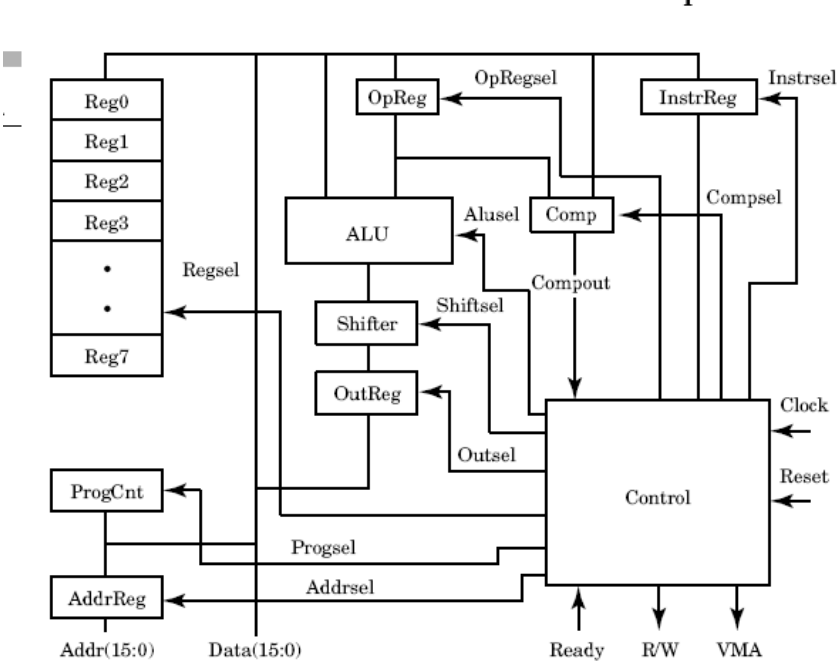 OpRegsel
Instrsel
Reg0
OpReg
InstrReg
Reg1
Reg2
Compsel
Reg3
ALU
Alusel
Comp
Regsel
Compout
Shiftsel
Shifter
Reg7
OutReg
Clock
Outsel
Reset
ProgCnt
Control
Progsel
Addrsel
AddrReg
Addr(15:0)
Data(15:0)
Ready
R/W
VMA